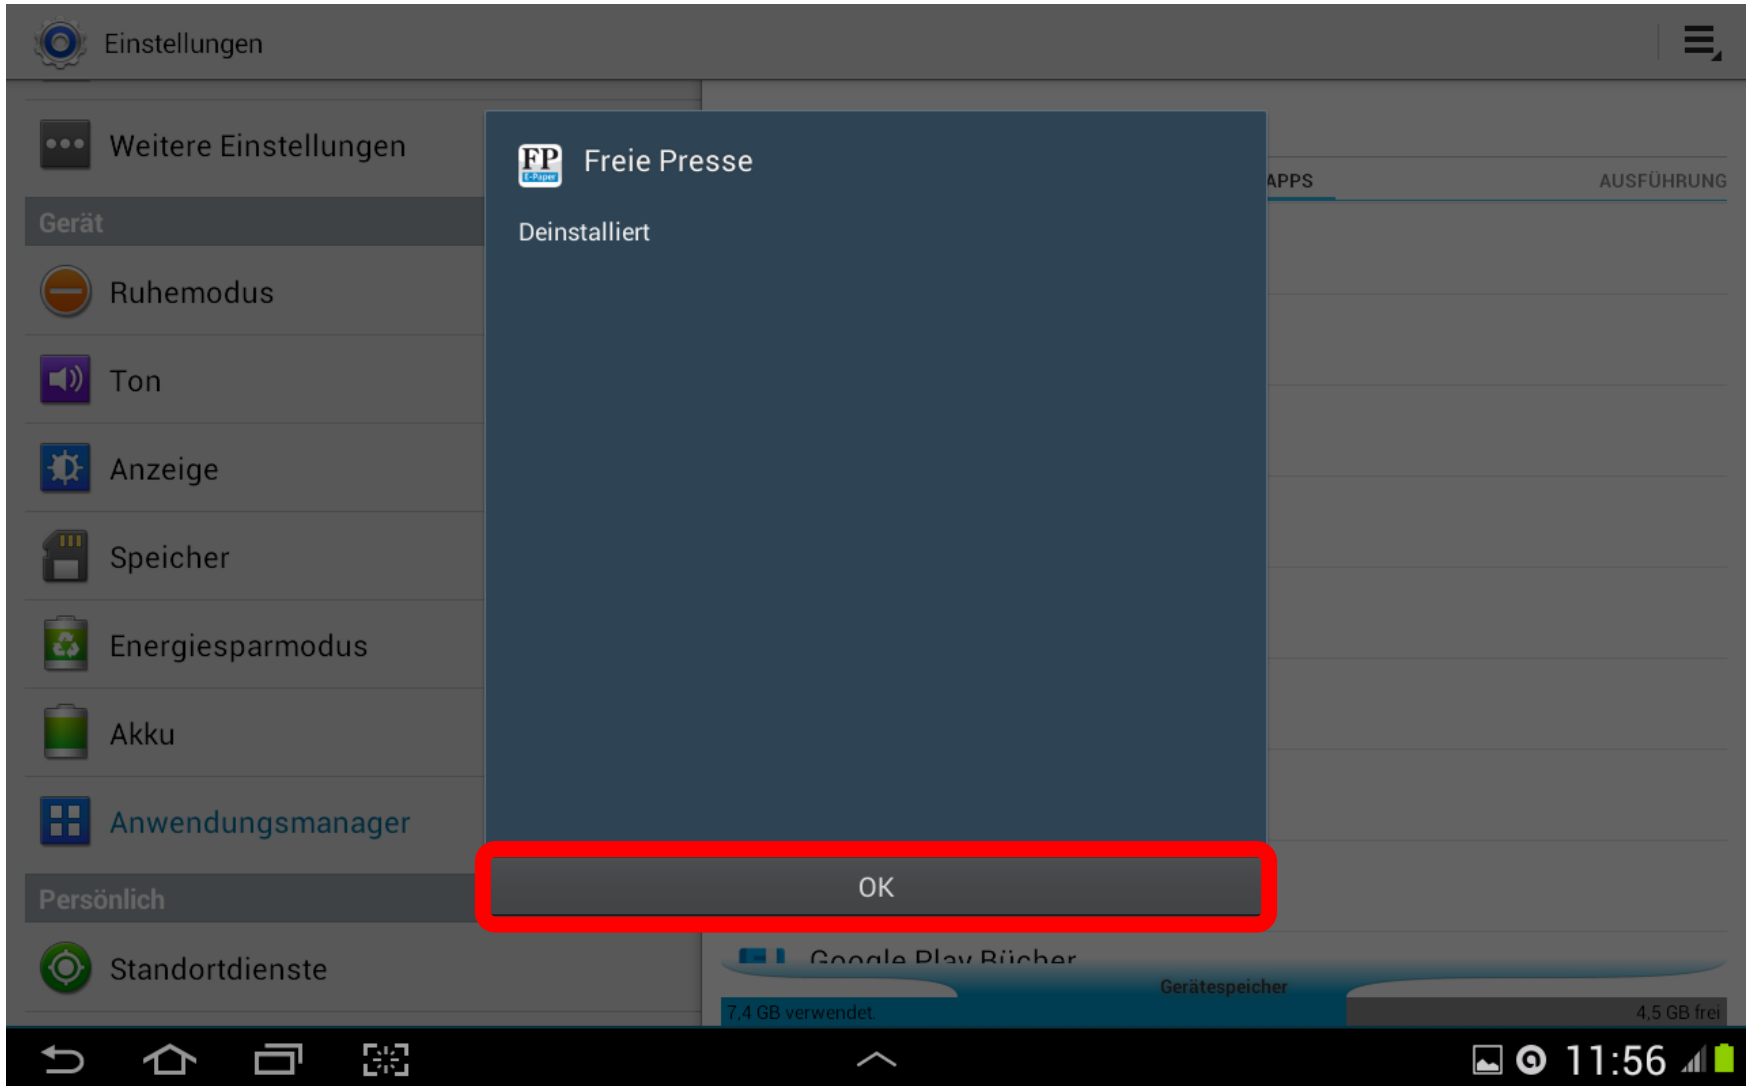 Einstellungen
Weitere Einstellungen
Gerät
Ruhemodus
Ton
Anzeige
Speicher
Energiesparmodus
Akku
Anwendungsmanager
Persönlich
Standortdienste
FP
E-Paper
Freie Presse
Deinstalliert
OK
APPS
AUSFÜHRUNG
Google Play Bücher
Gerätespeicher
7,4 GB verwendet.
4,5 GB frei
11:56